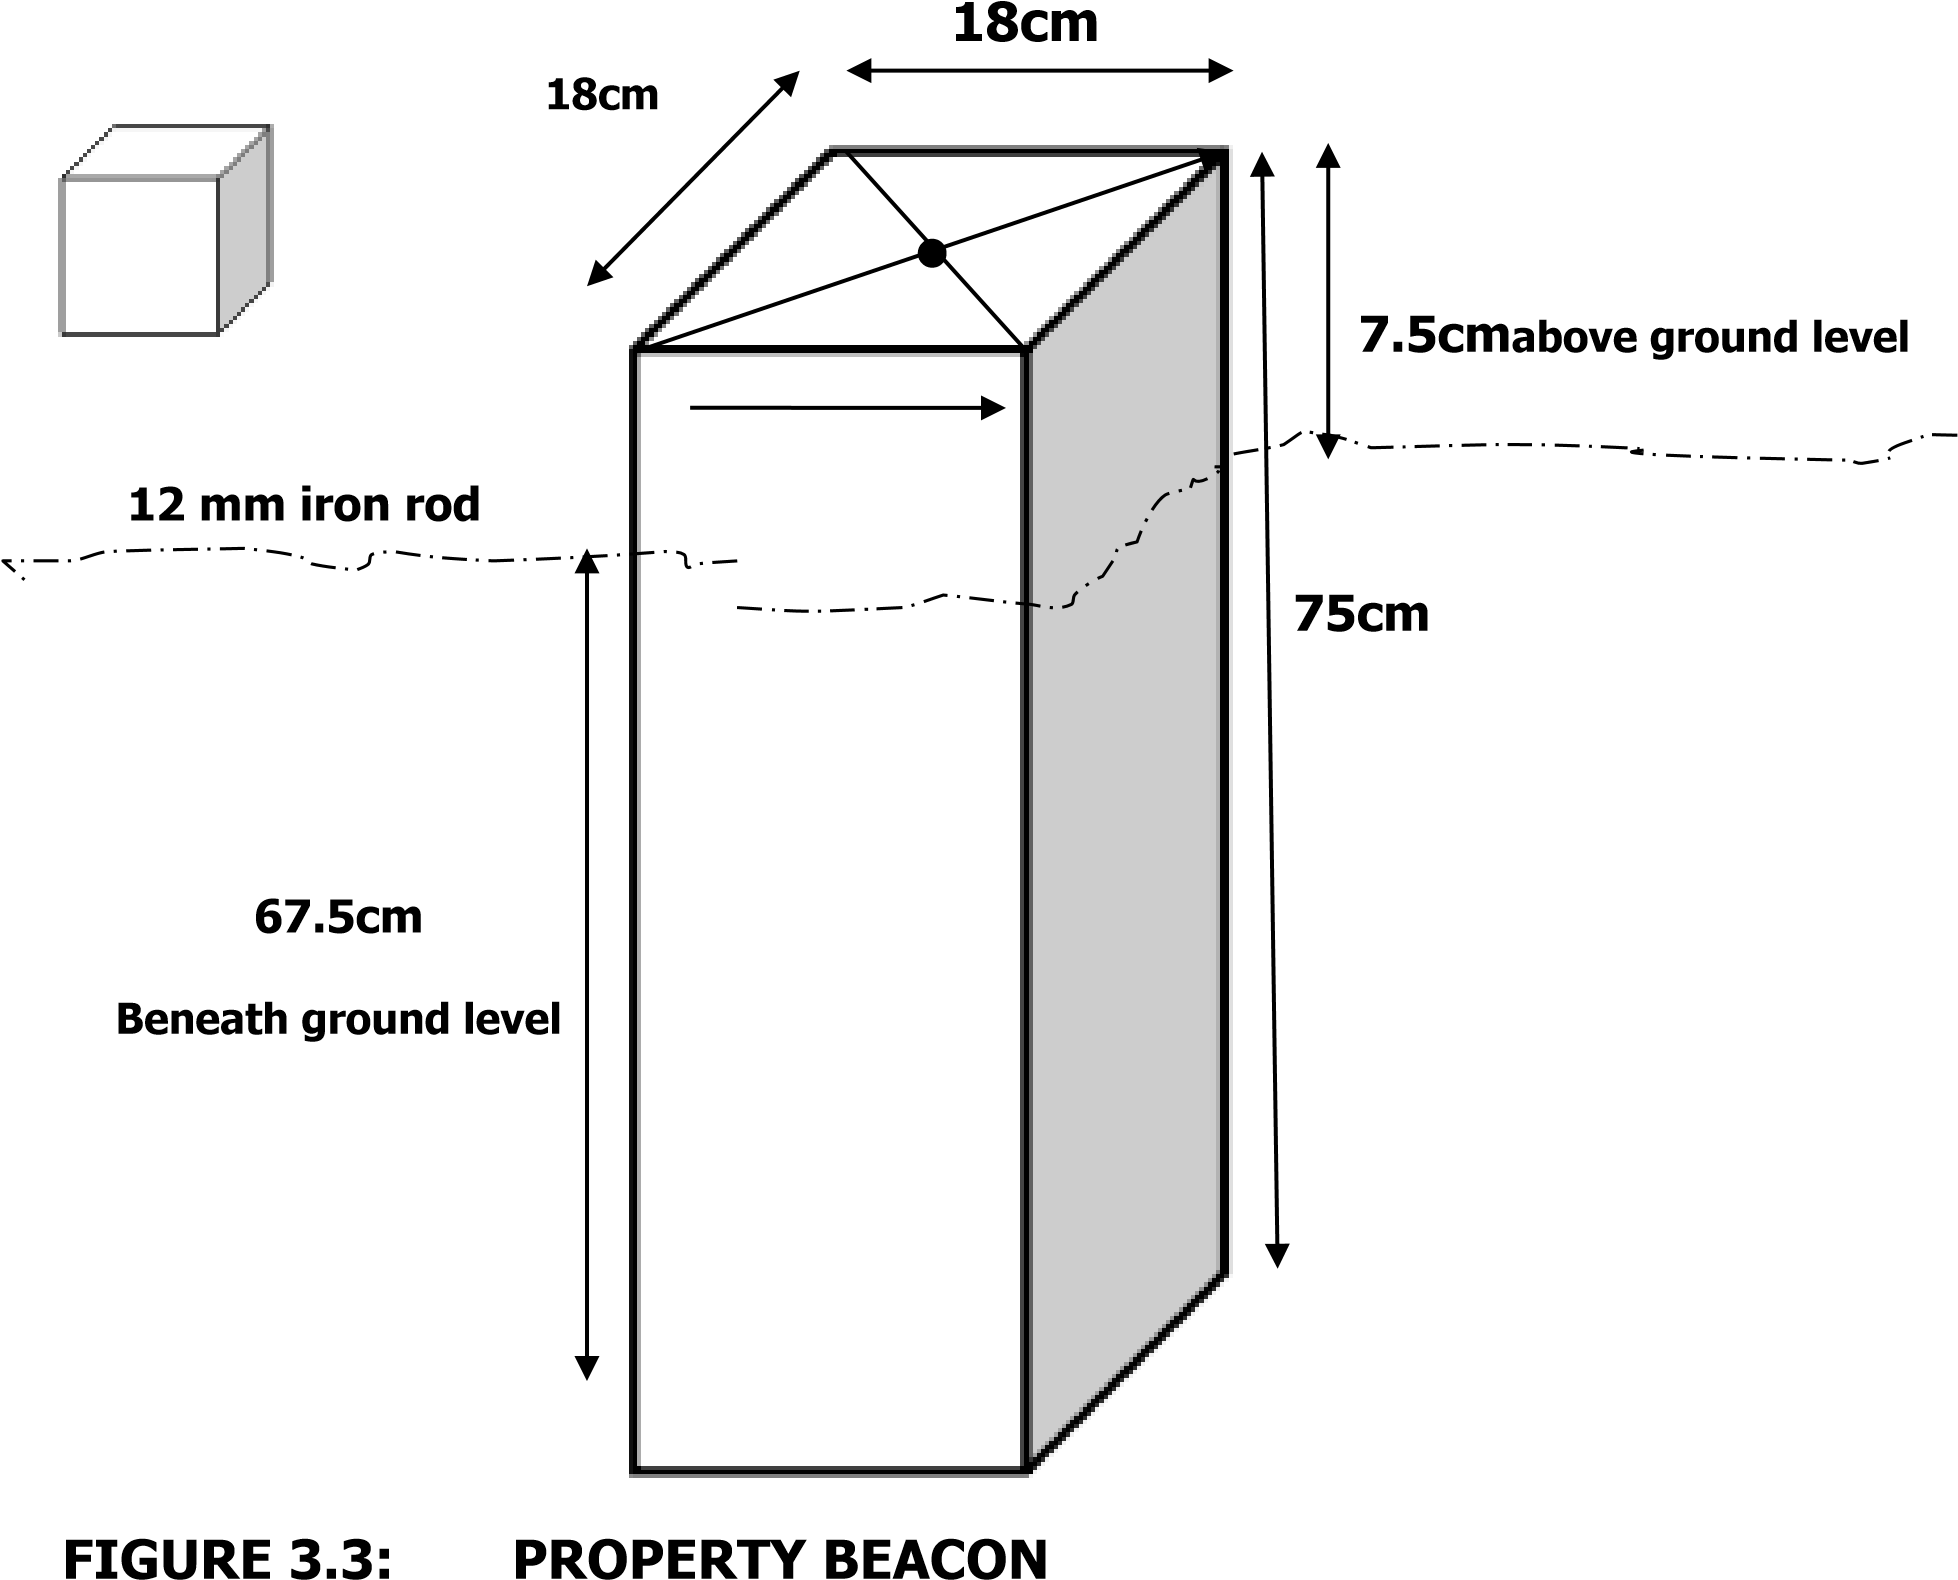 18cm
18cm
7.5cmabove ground level
12 mm iron rod
75cm
67.5cm
Beneath ground level
FIGURE 3.3: PROPERTY BEACON